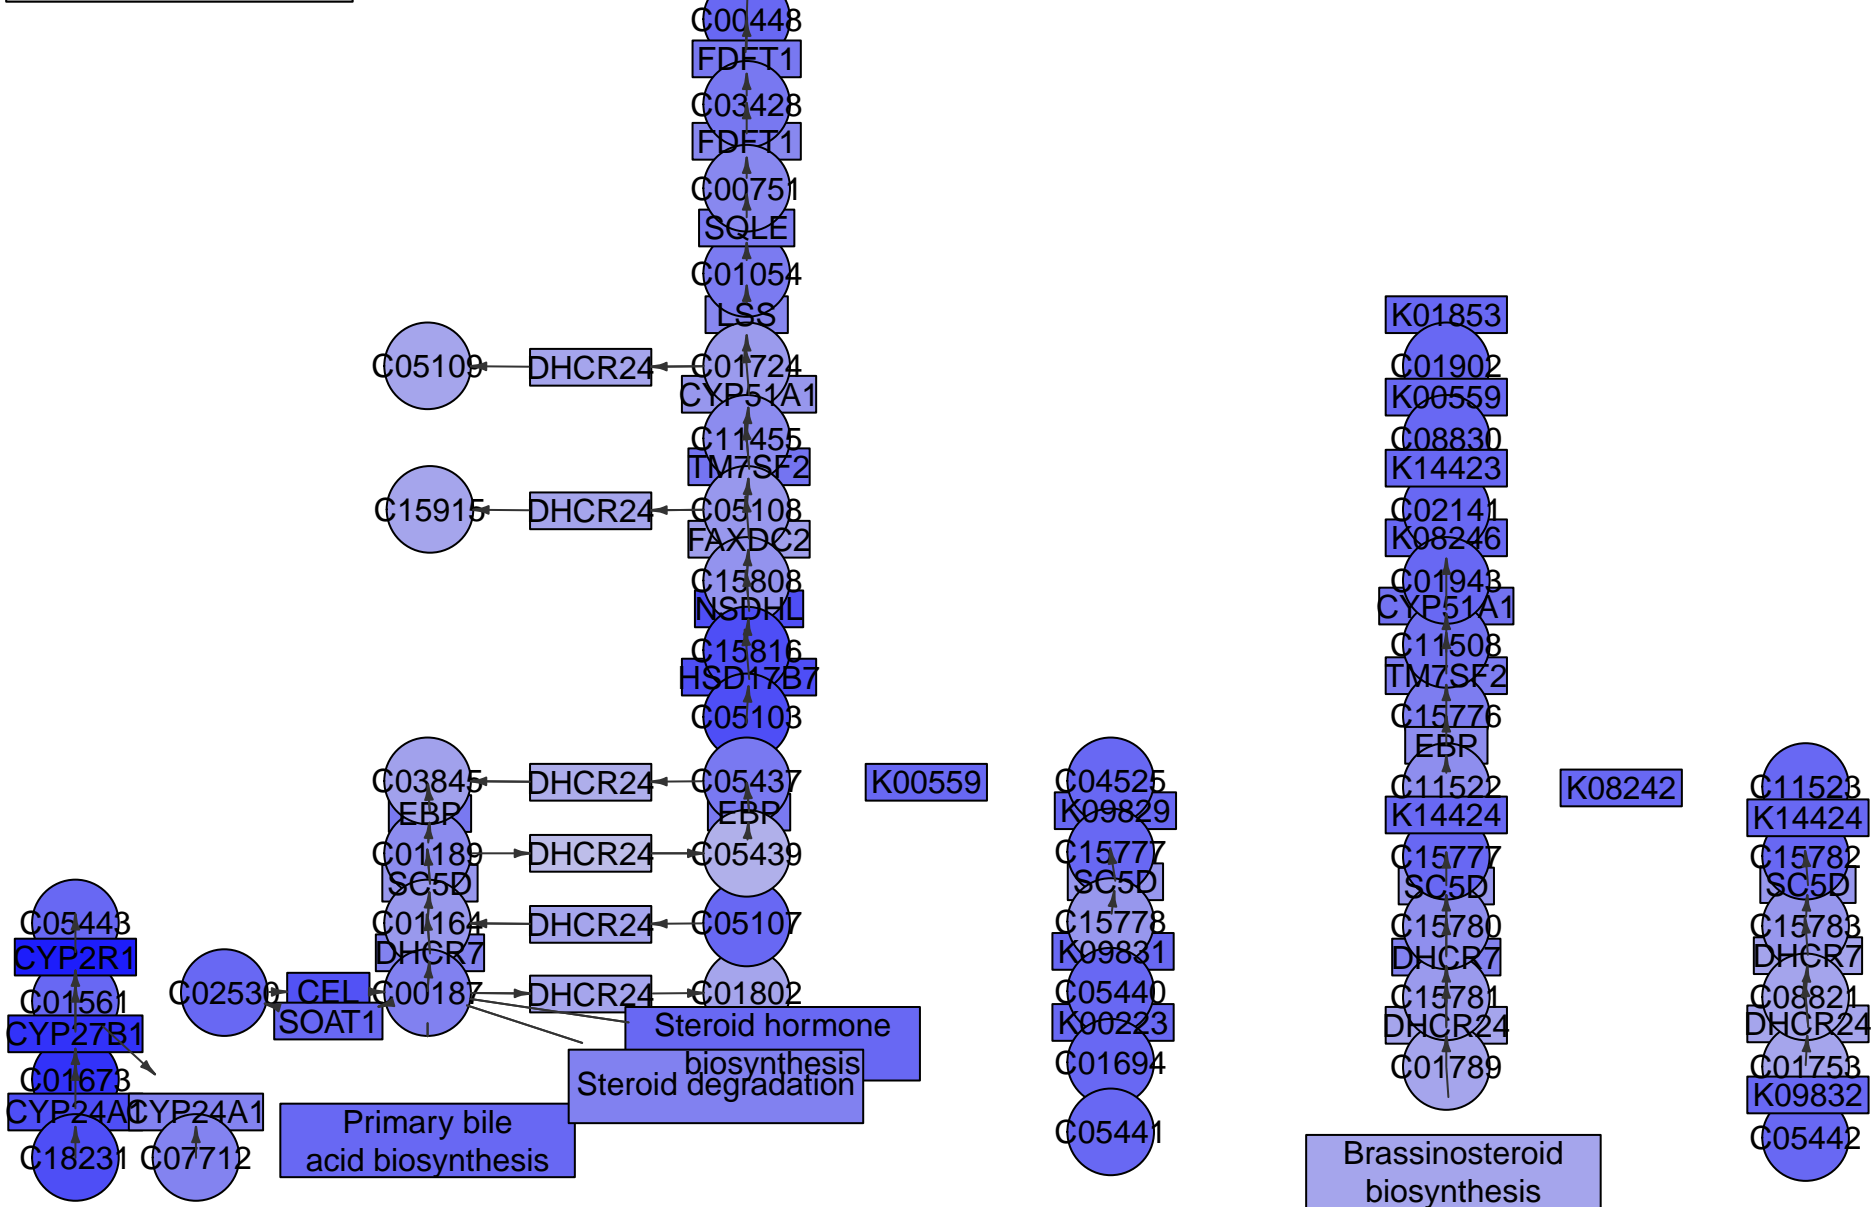 C00448
FDFT1
C03428
FDFT1
C00751
SQLE
C01054
LSS
C05109
DHCR24
C01724
CYP51A1
C11455
TM7SF2
C15915
DHCR24
C05108
FAXDC2
C15808
NSDHL
C15816
HSD17B7
C05103
C03845
DHCR24
C05437
EBP
EBP
C01189
DHCR24
C05439
SC5D
C01164
DHCR24
C05107
DHCR7
C02530
CEL
SOAT1
C00187
DHCR24
C01802
C05443
CYP2R1
C01561
CYP27B1
C01673
CYP24A1
CYP24A1
C18231
C07712
Steroid hormone
biosynthesis
Steroid degradation
Primary bile
acid biosynthesis
K00559
C04525
K09829
C15777
SC5D
C15778
K09831
C05440
K00223
C01694
C05441
K01853
C01902
K00559
C08830
K14423
C02141
K08246
C01943
CYP51A1
C11508
TM7SF2
C15776
EBP
C11522
K14424
C15777
SC5D
C15780
DHCR7
C15781
DHCR24
C01789
Brassinosteroid
biosynthesis
K08242
C11523
K14424
C15782
SC5D
C15783
DHCR7
C08821
DHCR24
C01753
K09832
C05442